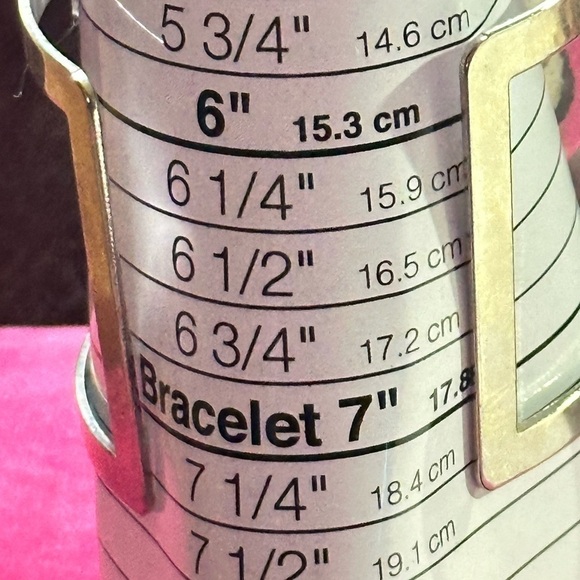 5 3/4" 14.6 cm
6" 15.3 cm
6 1/4" 15.9 cm
6 1/2" 16.5 cm
6 3/4" 17.2 cm
Bracelet 7" 17.8
7 1/4" 18.4 cm
7 1/2" 19.1 cm